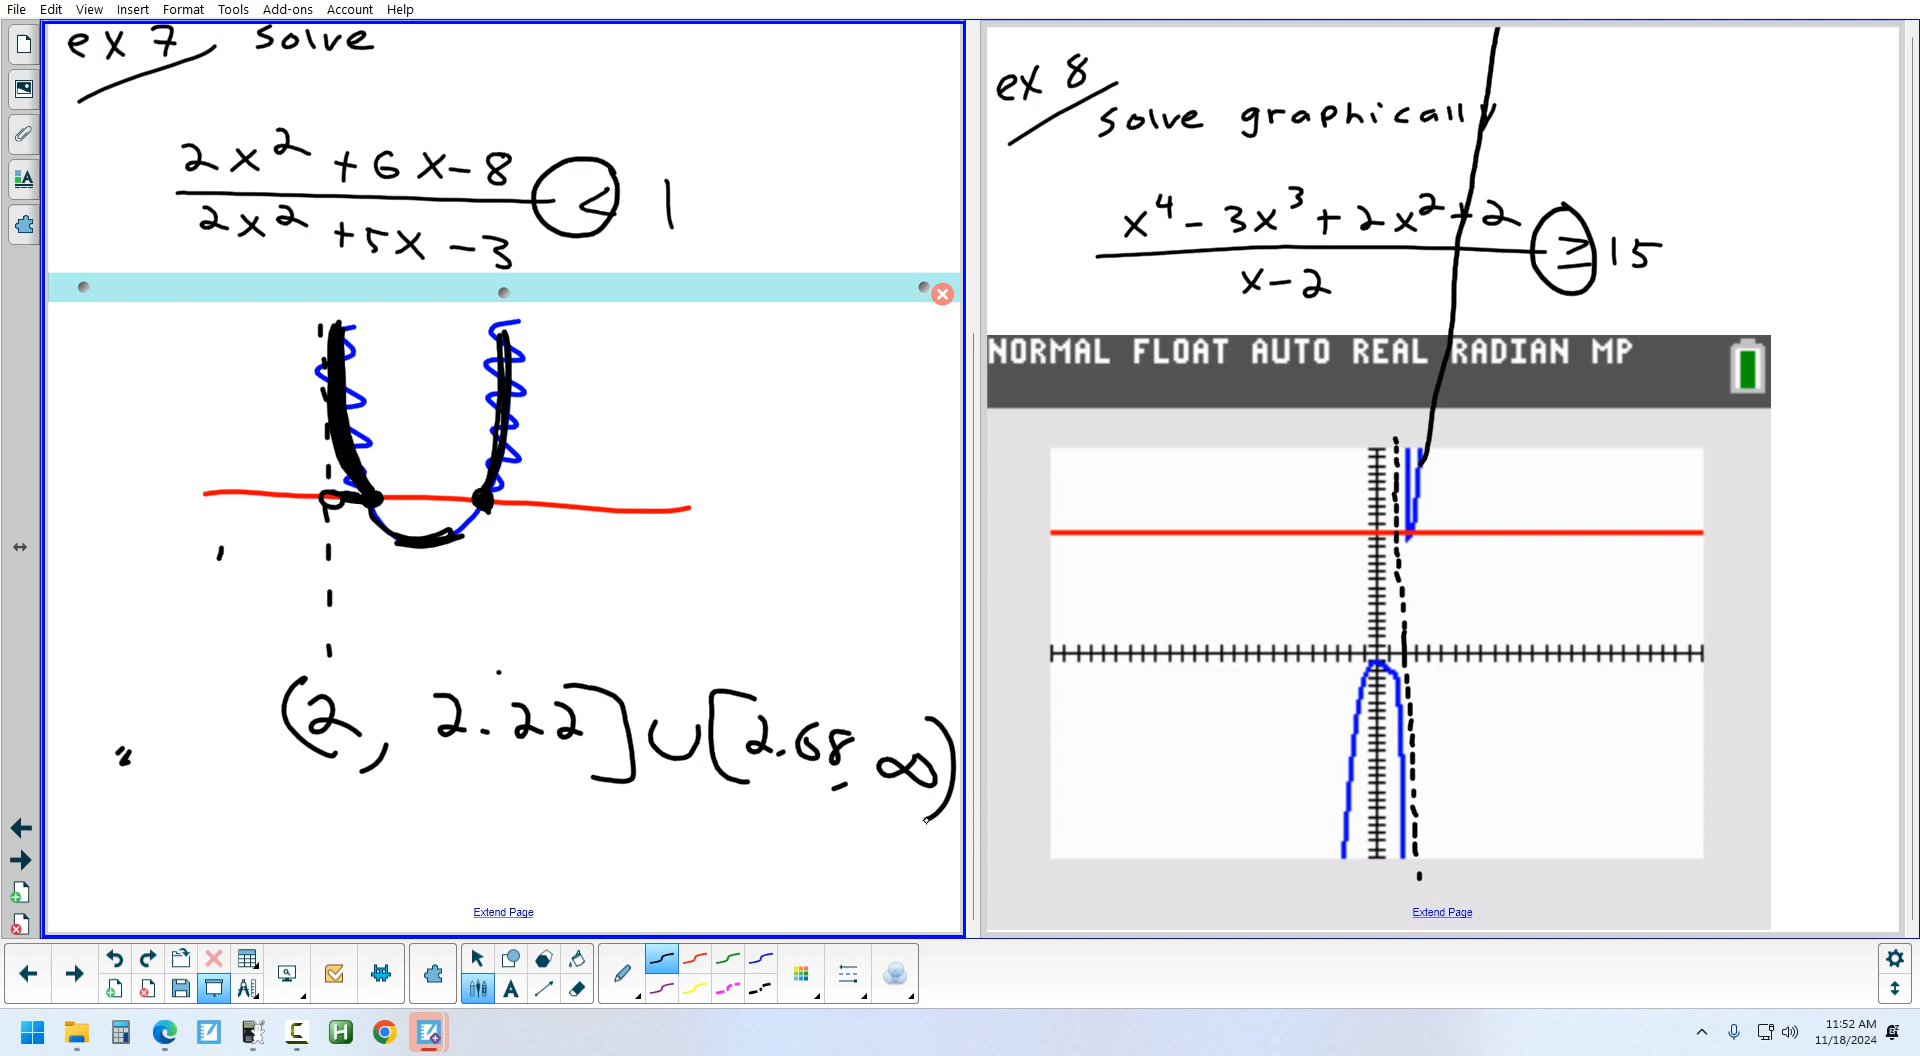 File Edit View Insert Format Tools Add-ons Account Help
ex 7 solve
2x² + 6x - 8 < 1
2x² + 5x - 3
(2, 2.22] ∪ [2.68, ∞)
Extend Page
ex 8
solve graphically
x⁴ - 3x³ + 2x² + 2 ≥ 15
x - 2
NORMAL FLOAT AUTO REAL RADIAN MP
Extend Page
11:52 AM
11/18/2024